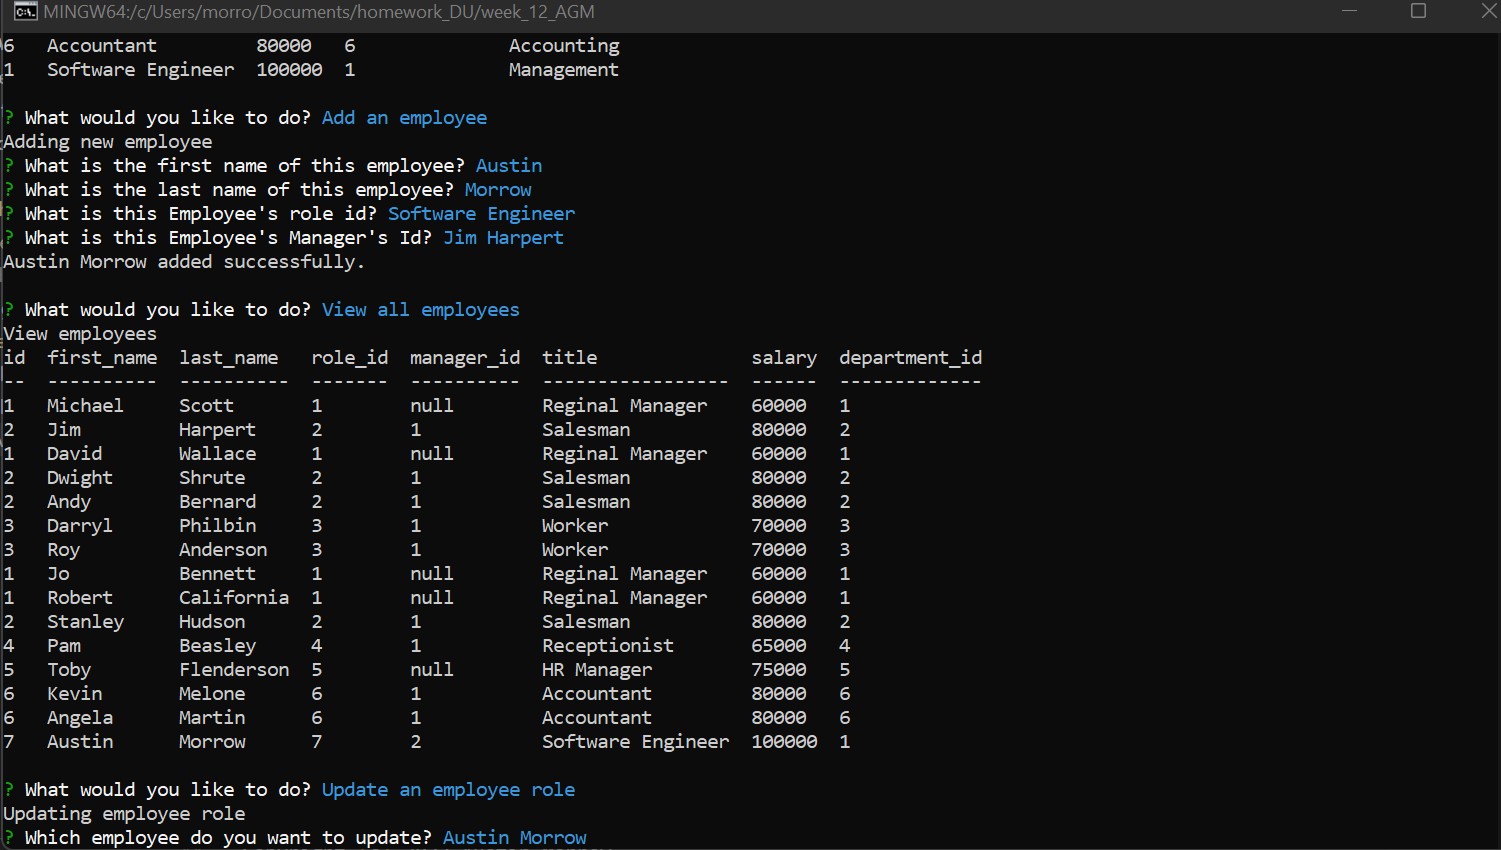 MINGW64:/c/Users/morro/Documents/homework_DU/week_12_AGM
6   Accountant         80000   6              Accounting
1   Software Engineer  100000  1              Management
? What would you like to do? Add an employee
Adding new employee
? What is the first name of this employee? Austin
? What is the last name of this employee? Morrow
? What is this Employee's role id? Software Engineer
? What is this Employee's Manager's Id? Jim Harpert
Austin Morrow added successfully.
? What would you like to do? View all employees
View employees
id  first_name  last_name   role_id  manager_id  title              salary  department_id
--  ----------  ----------  -------  ----------  -----------------  ------  -------------
1   Michael     Scott       1        null        Reginal Manager    60000   1
2   Jim         Harpert     2        1           Salesman           80000   2
1   David       Wallace     1        null        Reginal Manager    60000   1
2   Dwight      Shrute      2        1           Salesman           80000   2
2   Andy        Bernard     2        1           Salesman           80000   2
3   Darryl      Philbin     3        1           Worker             70000   3
3   Roy         Anderson    3        1           Worker             70000   3
1   Jo          Bennett     1        null        Reginal Manager    60000   1
1   Robert      California  1        null        Reginal Manager    60000   1
2   Stanley     Hudson      2        1           Salesman           80000   2
4   Pam         Beasley     4        1           Receptionist       65000   4
5   Toby        Flenderson  5        null        HR Manager         75000   5
6   Kevin       Melone      6        1           Accountant         80000   6
6   Angela      Martin      6        1           Accountant         80000   6
7   Austin      Morrow      7        2           Software Engineer  100000  1
? What would you like to do? Update an employee role
Updating employee role
? Which employee do you want to update? Austin Morrow